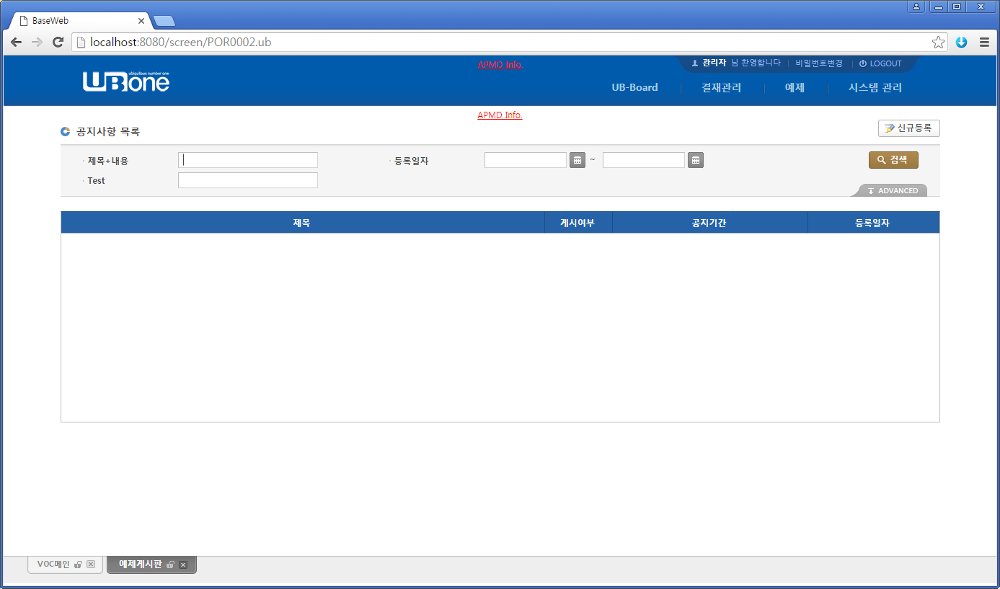 BaseWeb
localhost:8080/screen/POR0002.ub
UBone ubiquitous number one
APMD Info.
관리자 님 환영합니다 비밀번호변경 LOGOUT
UB-Board 결재관리 예제 시스템 관리
APMD Info.
공지사항 목록 신규등록
제목+내용 등록일자 ~ 검색
Test
ADVANCED
제목 게시여부 공지기간 등록일자
VOC메인 예제게시판